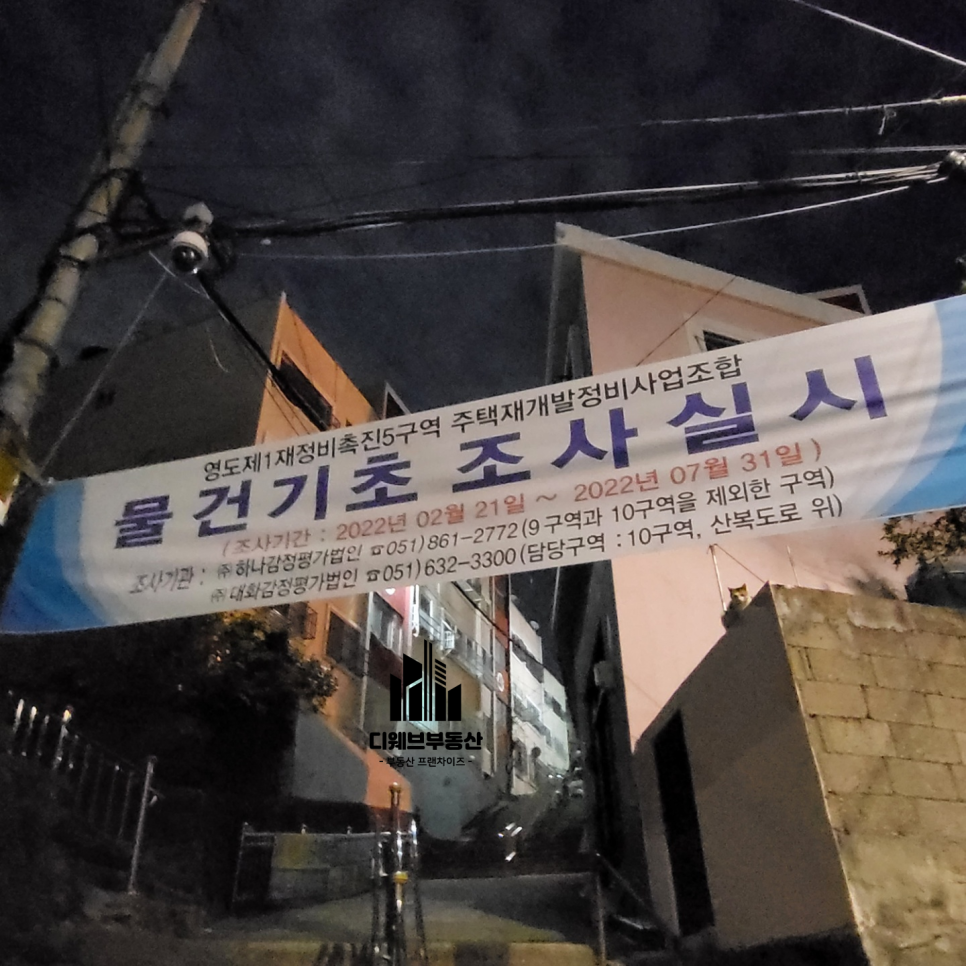 영도제1재정비촉진5구역 주택재개발정비사업조합
물건기초조사실시
(조사기간 : 2022년 02월 21일 ~ 2022년 07월 31일)
조사기관 : ㈜하나감정평가법인 ☎051)861-2772(9구역과 10구역을 제외한 구역)
㈜대화감정평가법인 ☎051)632-3300(담당구역 : 10구역, 산복도로 위)
디웨브부동산
- 부동산 프랜차이즈 -